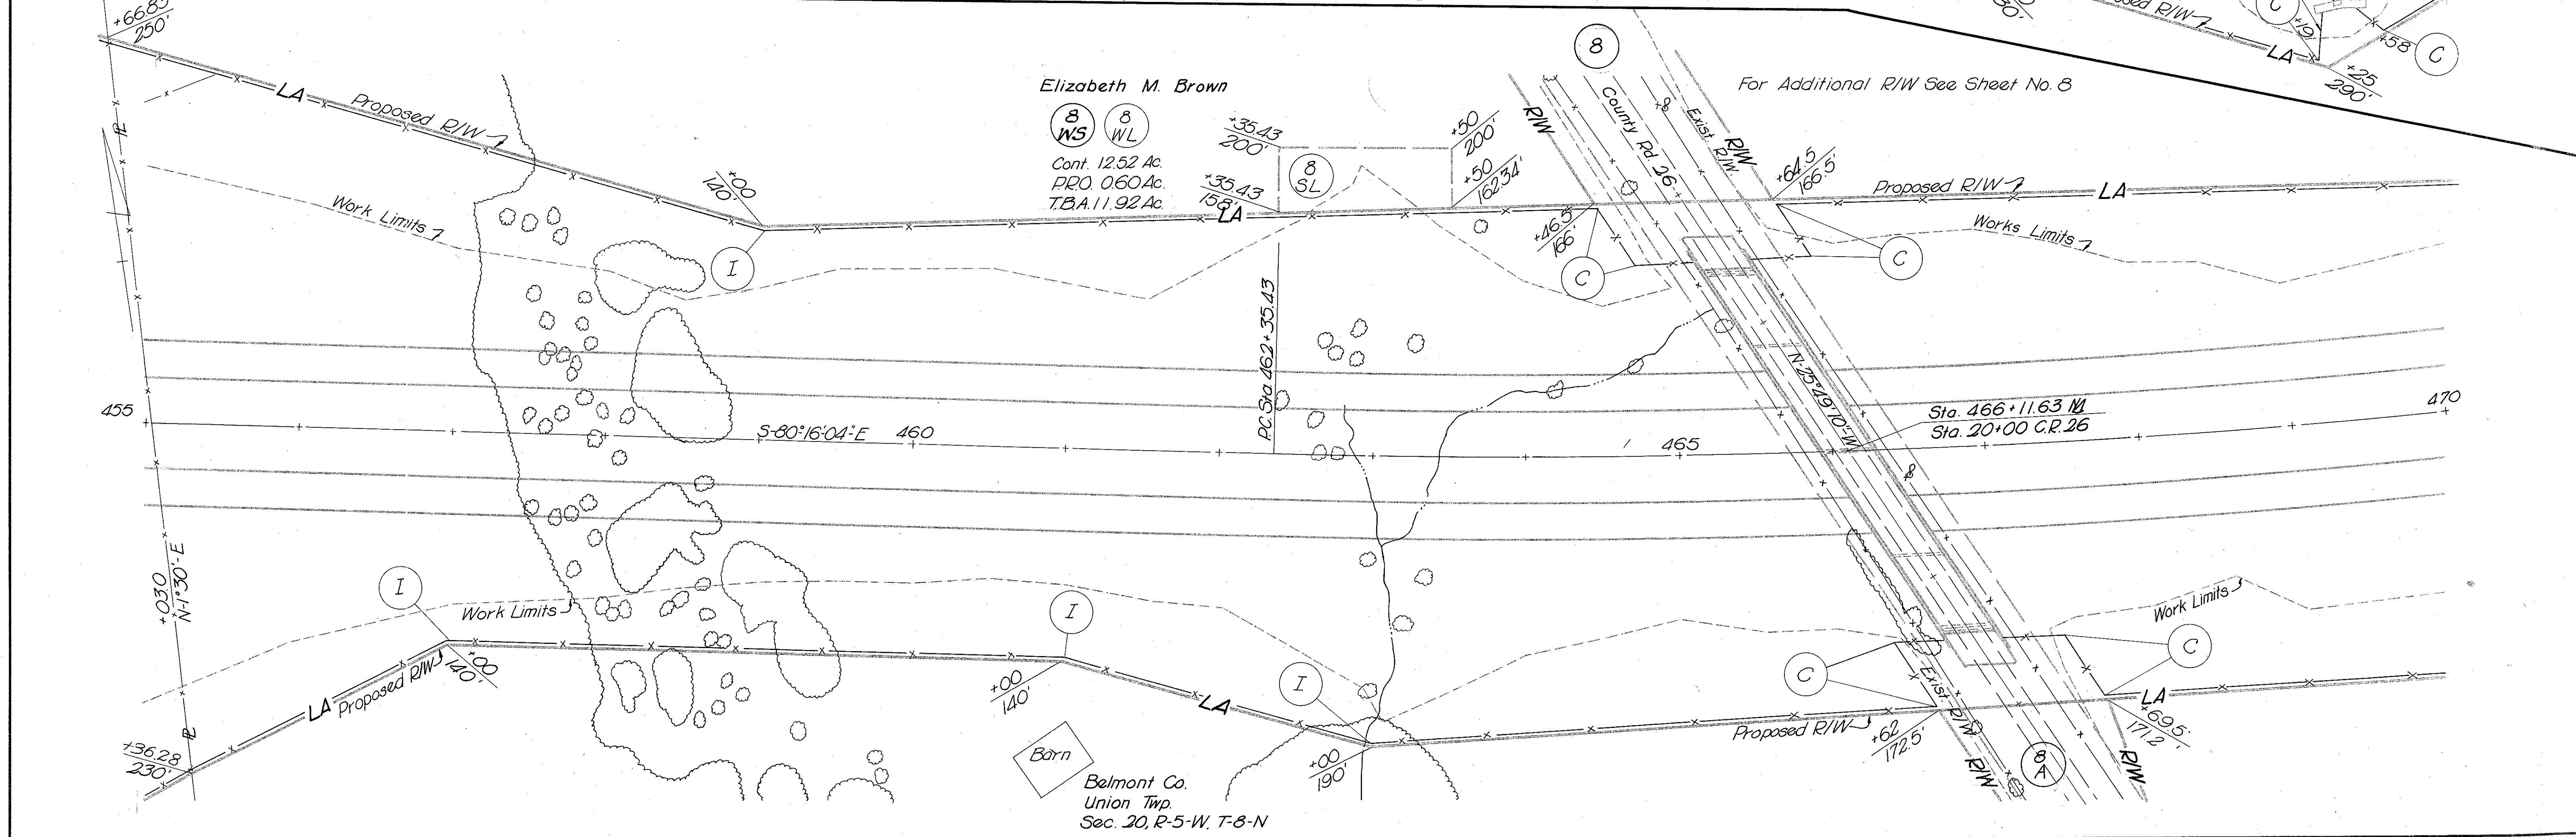 +66.85
250'
LA
Proposed R/W
Work Limits
+00
140'
I
Elizabeth M. Brown
8
WS
8
WL
Cont. 12.52 Ac.
P.R.O. 0.60 Ac.
T.B.A. 11.92 Ac.
+35.43
200'
+35.43
158'
LA
8
SL
+50
200'
+50
162.34'
8
R/W
County Rd. 26
Exist. R/W
R/W
+46.5
166'
C
+64.5
166.5'
For Additional R/W See Sheet No. 8
Proposed R/W
LA
Works Limits
C
30'
Proposed R/W
LA
C
+19
+58
C
+25
290'
455
S-80°-16'-04"-E
460
P.C. Sta. 462+35.43
465
N-25°49'10"-W
Sta. 466+11.63 M
Sta. 20+00 C.R. 26
470
+030
N-1°30'-E
I
Work Limits
LA
Proposed R/W
+00
140'
+36.28
230'
I
+00
140'
LA
I
+00
190'
Barn
Belmont Co.
Union Twp.
Sec. 20, R-5-W, T-8-N
Proposed R/W
+62
172.5'
C
Exist. R/W
R/W
8
A
R/W
Work Limits
C
LA
+69.5
171.2'